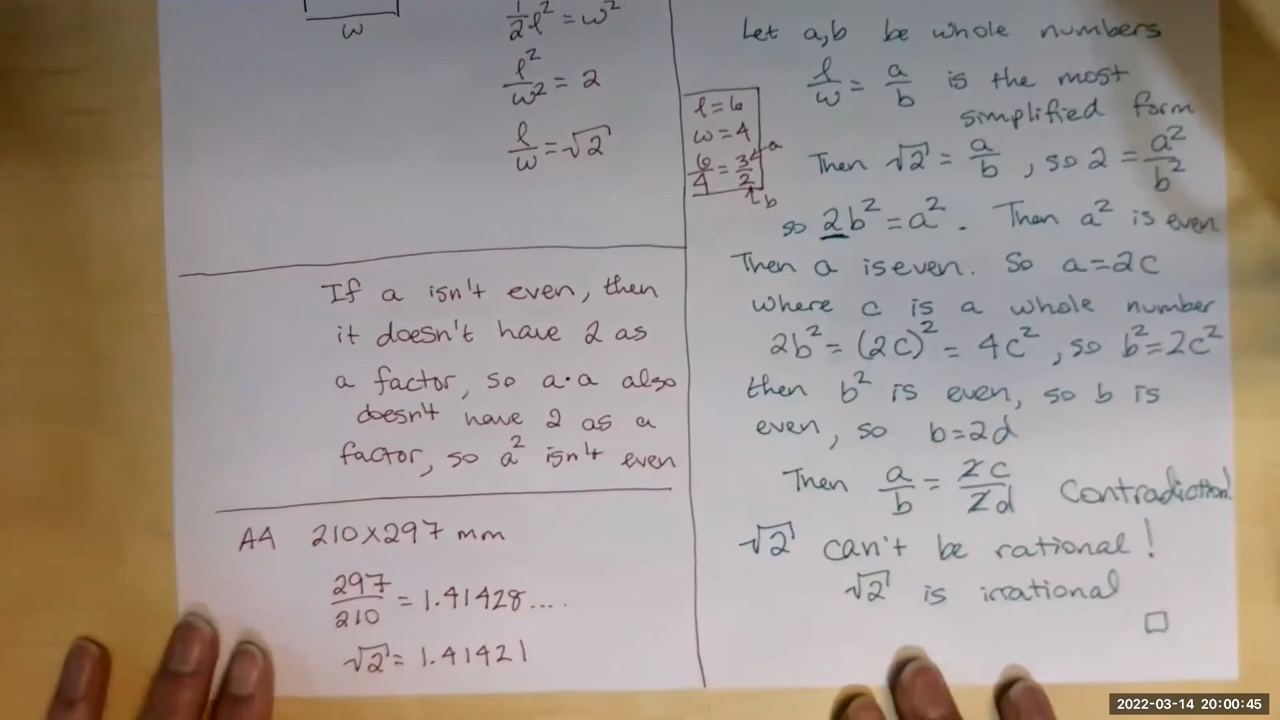 w
1/2 l² = w²
l²/w² = 2
l/w = √2
If a isn't even, then
it doesn't have 2 as
a factor, so a·a also
doesn't have 2 as a
factor, so a² isn't even
A4 210×297 mm
297/210 = 1.41428....
√2 = 1.41421
l=6
w=4
6/4 = 3/2
a
b
Let a,b be whole numbers
l/w = a/b is the most
simplified form
Then √2 = a/b, so 2 = a²/b²
so 2b² = a². Then a² is even
Then a is even. So a=2c
where c is a whole number
2b² = (2c)² = 4c², so b²=2c²
then b² is even, so b is
even, so b=2d
Then a/b = 2c/2d Contradiction!
√2 can't be rational!
√2 is irrational
□
2022-03-14 20:00:45